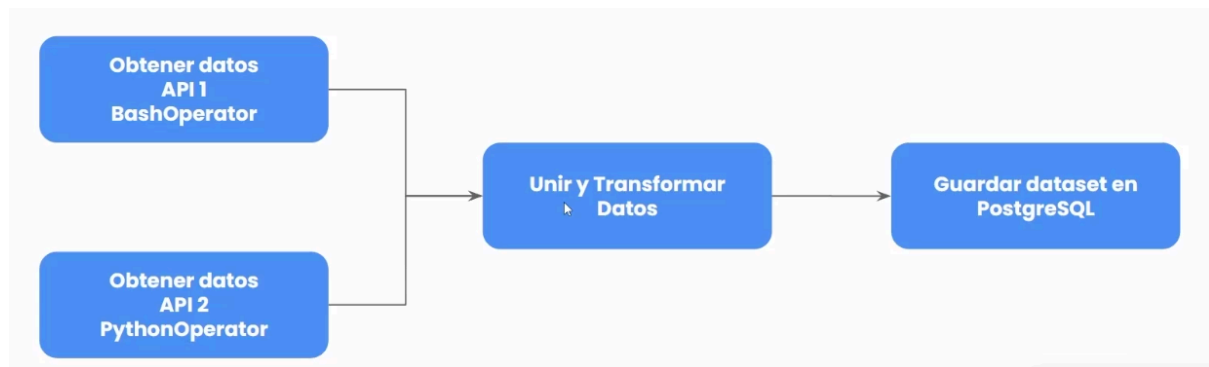 Obtener datos
API 1
BashOperator
Obtener datos
API 2
PythonOperator
Unir y Transformar
Datos
Guardar dataset en
PostgreSQL